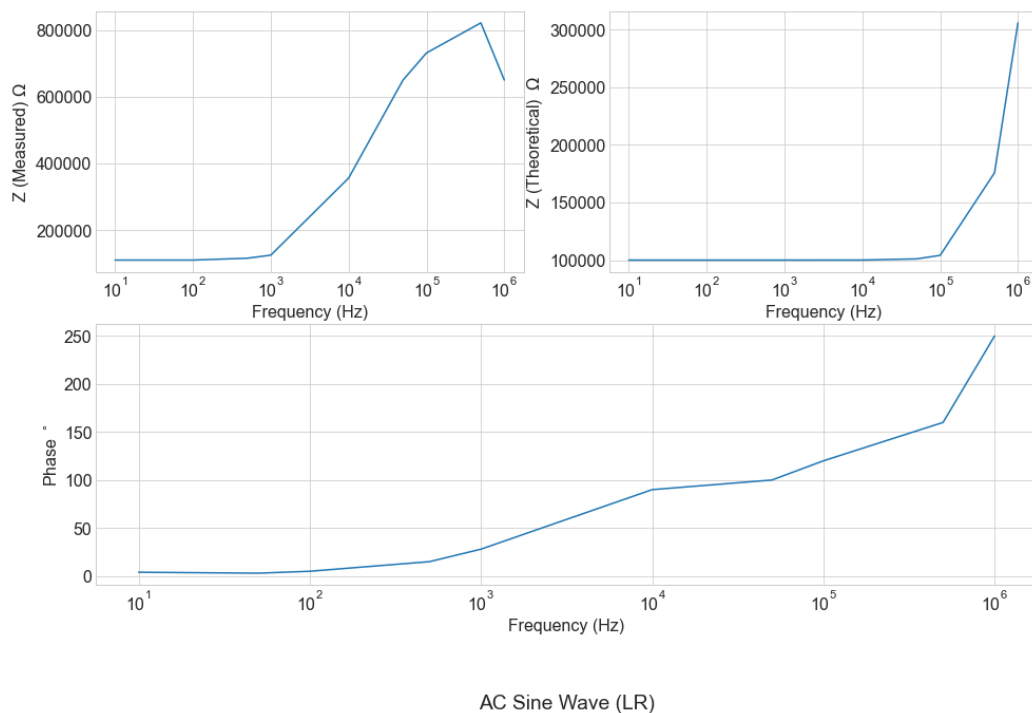 Z (Measured) Ω
800000
600000
400000
200000
10¹ 10² 10³ 10⁴ 10⁵ 10⁶
Frequency (Hz)
Z (Theoretical) Ω
300000
250000
200000
150000
100000
10¹ 10² 10³ 10⁴ 10⁵ 10⁶
Frequency (Hz)
Phase °
250
200
150
100
50
0
10¹ 10² 10³ 10⁴ 10⁵ 10⁶
Frequency (Hz)
AC Sine Wave (LR)